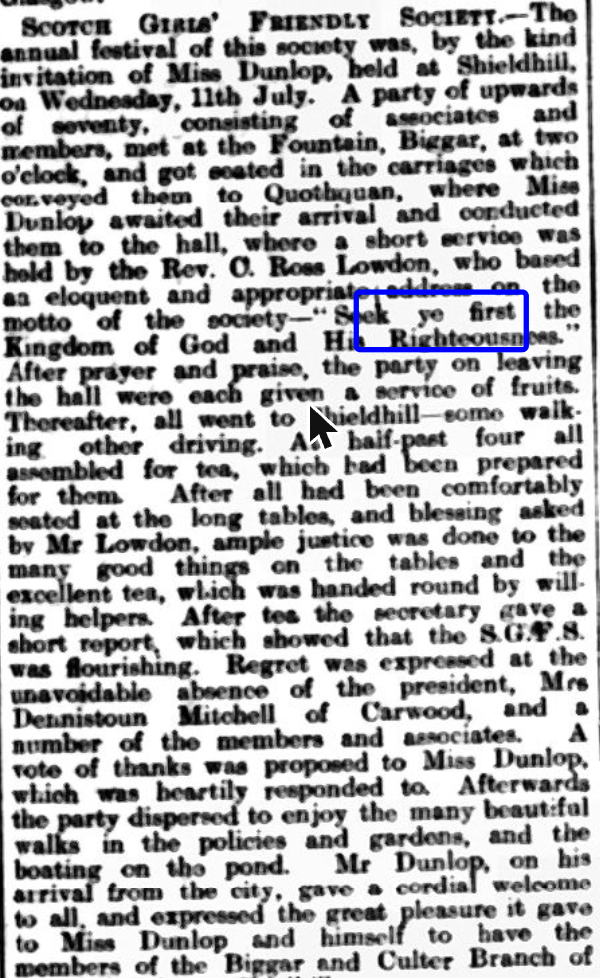 SCOTCH GIRLS' FRIENDLY SOCIETY.—The
annual festival of this society was, by the kind
invitation of Miss Dunlop, held at Shieldhill,
on Wednesday, 11th July. A party of upwards
of seventy, consisting of associates and
members, met at the Fountain, Biggar, at two
o'clock, and got seated in the carriages which
conveyed them to Quothquan, where Miss
Dunlop awaited their arrival and conducted
them to the hall, where a short service was
held by the Rev. C. Ross Lowdon, who based
an eloquent and appropriate address on the
motto of the society—"Seek ye first the
Kingdom of God and His Righteousness."
After prayer and praise, the party on leaving
the hall were each given a service of fruits.
Thereafter, all went to Shieldhill—some walk-
ing other driving. At half-past four all
assembled for tea, which had been prepared
for them. After all had been comfortably
seated at the long tables, and blessing asked
by Mr Lowdon, ample justice was done to the
many good things on the tables and the
excellent tea, which was handed round by will-
ing helpers. After tea the secretary gave a
short report, which showed that the S.G.F.S.
was flourishing. Regret was expressed at the
unavoidable absence of the president, Mrs
Dennistoun Mitchell of Carwood, and a
number of the members and associates. A
vote of thanks was proposed to Miss Dunlop,
which was heartily responded to. Afterwards
the party dispersed to enjoy the many beautiful
walks in the policies and gardens, and the
boating on the pond. Mr Dunlop, on his
arrival from the city, gave a cordial welcome
to all, and expressed the great pleasure it gave
to Miss Dunlop and himself to have the
members of the Biggar and Culter Branch of